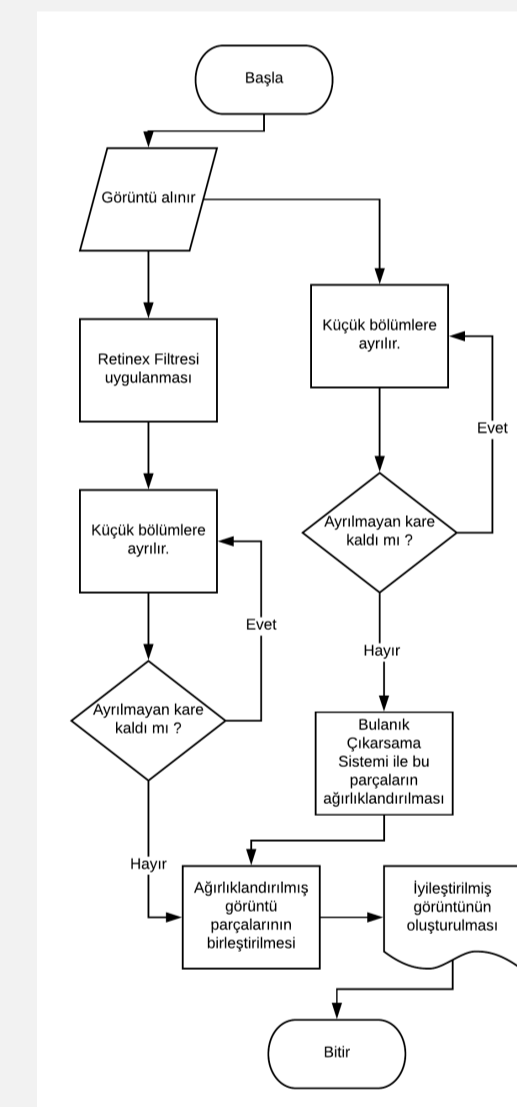 Başla
Görüntü alınır
Küçük bölümlere
ayrılır.
Retinex Filtresi
uygulanması
Evet
Ayrılmayan kare
kaldı mı ?
Küçük bölümlere
ayrılır.
Evet
Hayır
Ayrılmayan kare
kaldı mı ?
Bulanık
Çıkarsama
Sistemi ile bu
parçaların
ağırlıklandırılması
Hayır
Ağırlıklandırılmış
görüntü
parçalarının
birleştirilmesi
İyileştirilmiş
görüntünün
oluşturulması
Bitir